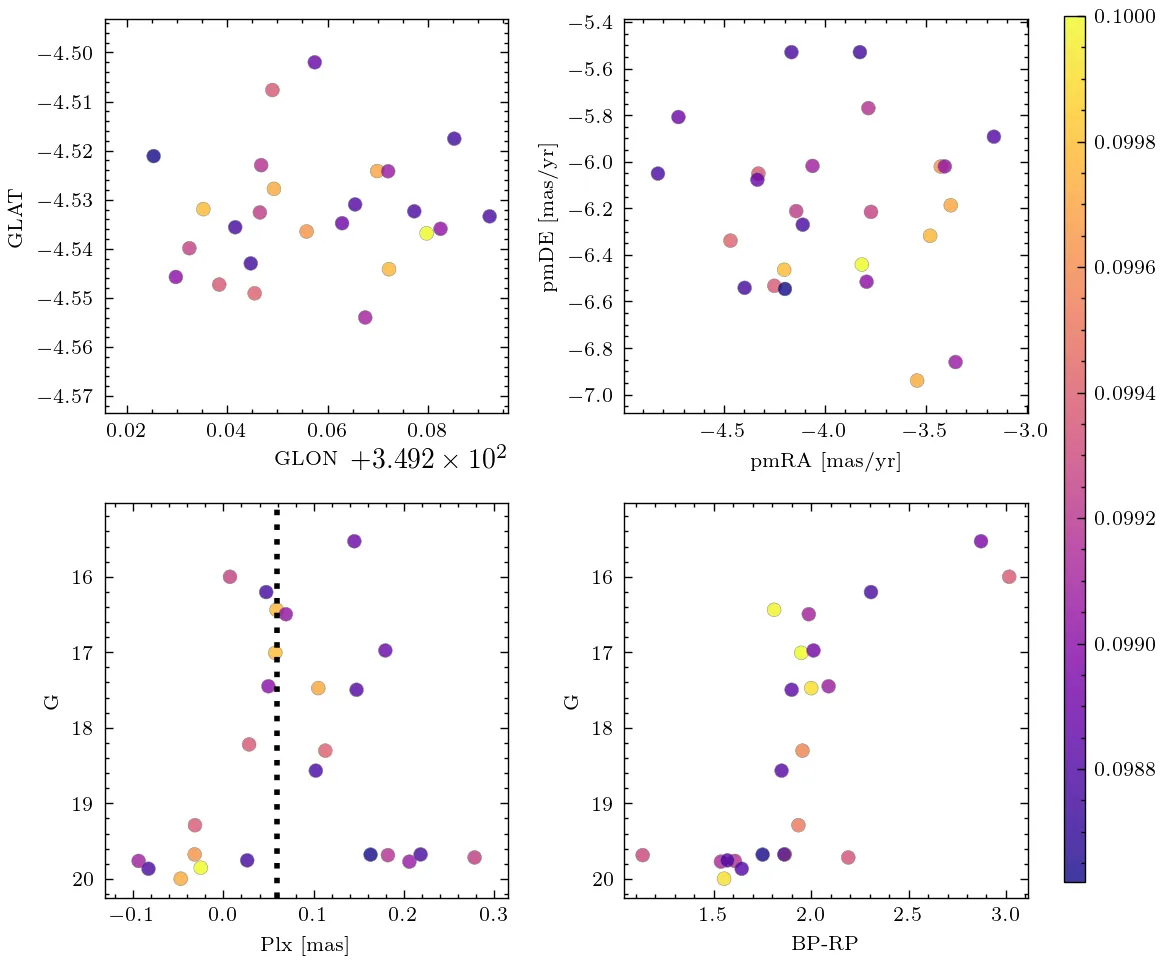 −4.50
−4.51
−4.52
−4.53
−4.54
−4.55
−4.56
−4.57
GLAT
0.02 0.04 0.06 0.08
GLON +3.492 × 10²
−5.4
−5.6
−5.8
−6.0
−6.2
−6.4
−6.6
−6.8
−7.0
pmDE [mas/yr]
−4.5 −4.0 −3.5 −3.0
pmRA [mas/yr]
16
17
18
19
20
G
−0.1 0.0 0.1 0.2 0.3
Plx [mas]
16
17
18
19
20
G
1.5 2.0 2.5 3.0
BP-RP
0.1000
0.0998
0.0996
0.0994
0.0992
0.0990
0.0988